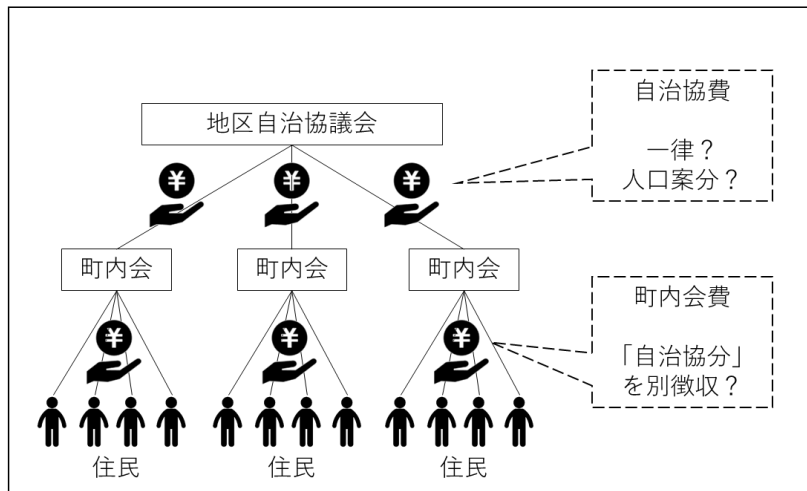 地区自治協議会
自治協費
一律？
人口案分？
¥
¥
¥
町内会
町内会
町内会
町内会費
「自治協分」
を別徴収？
¥
¥
¥
住民
住民
住民